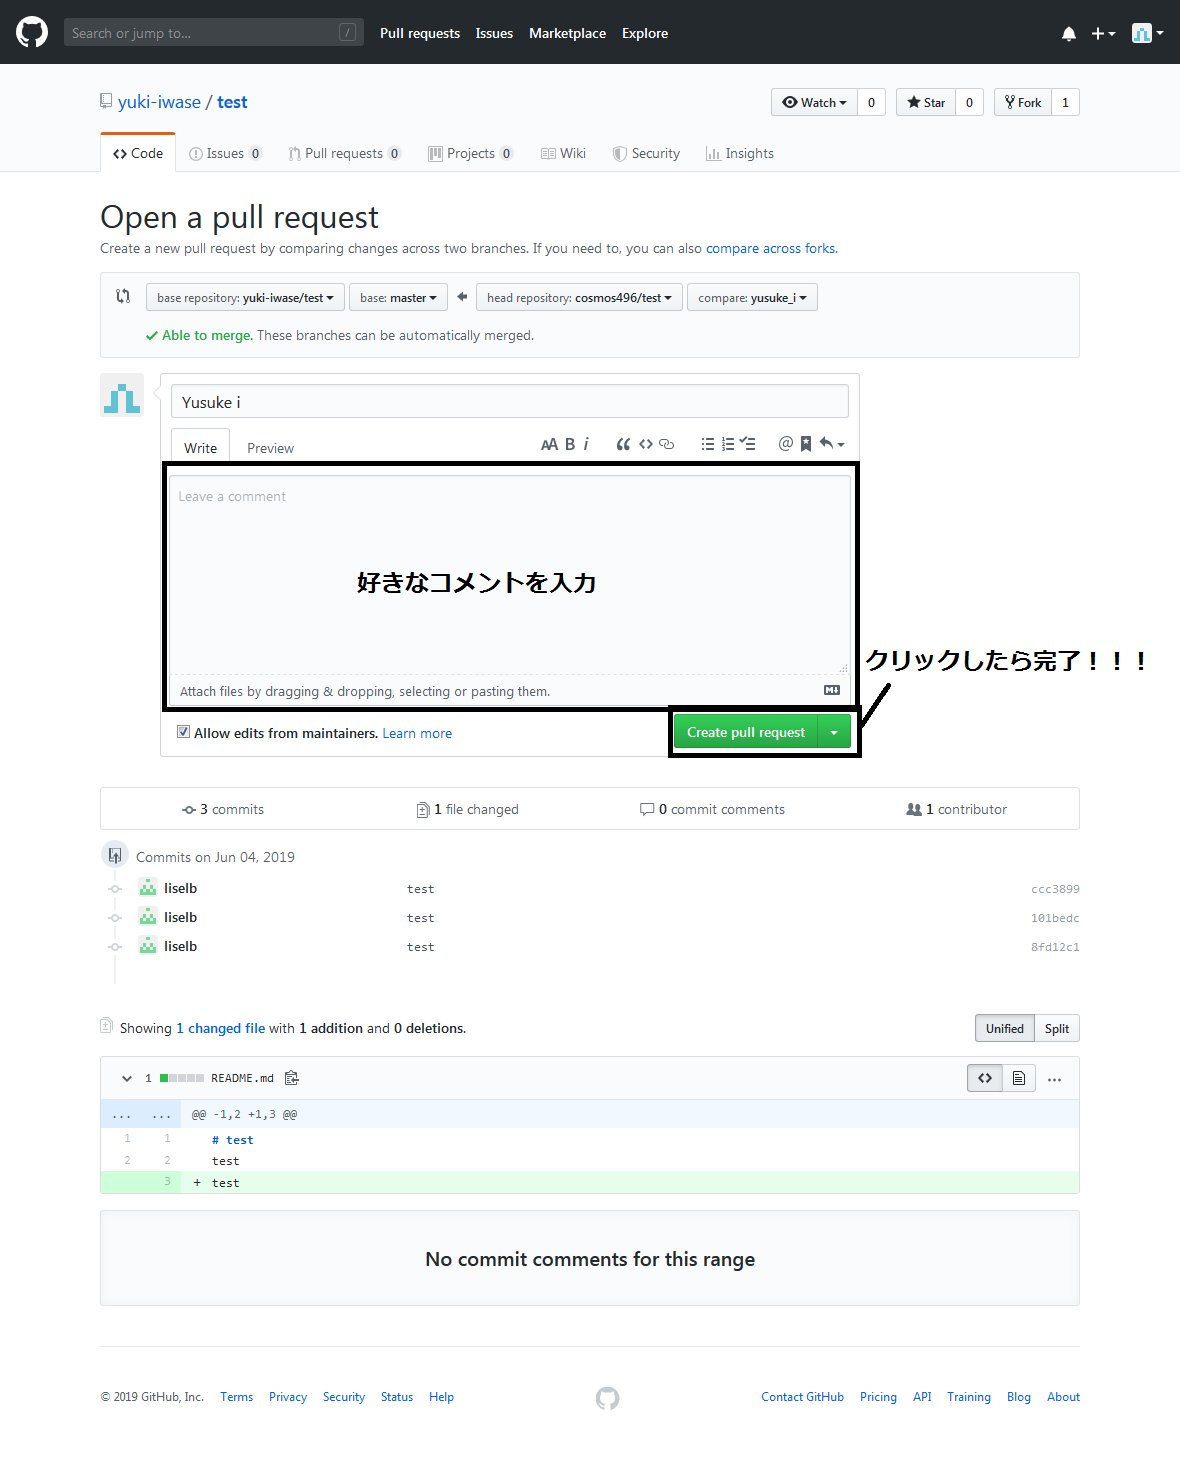 Search or jump to... /
Pull requests Issues Marketplace Explore
yuki-iwase / test
Watch 0 Star 0 Fork 1
Code Issues 0 Pull requests 0 Projects 0 Wiki Security Insights
Open a pull request
Create a new pull request by comparing changes across two branches. If you need to, you can also compare across forks.
base repository: yuki-iwase/test base: master head repository: cosmos496/test compare: yusuke_i
Able to merge. These branches can be automatically merged.
Yusuke i
Write Preview
AA B i “ <> @
Leave a comment
好きなコメントを入力
クリックしたら完了！！！
Attach files by dragging & dropping, selecting or pasting them.
M
Allow edits from maintainers. Learn more
Create pull request
3 commits 1 file changed 0 commit comments 1 contributor
Commits on Jun 04, 2019
liselb test ccc3899
liselb test 101bedc
liselb test 8fd12c1
Showing 1 changed file with 1 addition and 0 deletions.
Unified Split
1 README.md <> ...
... ... @@ -1,2 +1,3 @@
1 1 # test
2 2 test
3 + test
No commit comments for this range
© 2019 GitHub, Inc. Terms Privacy Security Status Help
Contact GitHub Pricing API Training Blog About